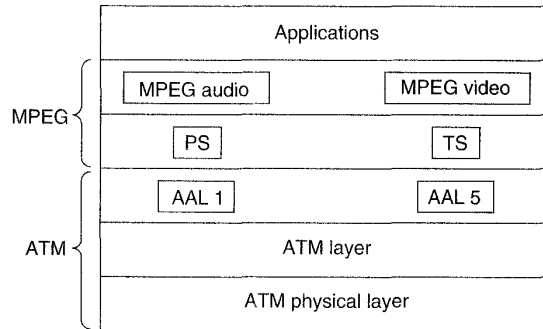 Applications
MPEG audio MPEG video
MPEG
PS TS
AAL 1 AAL 5
ATM
ATM layer
ATM physical layer